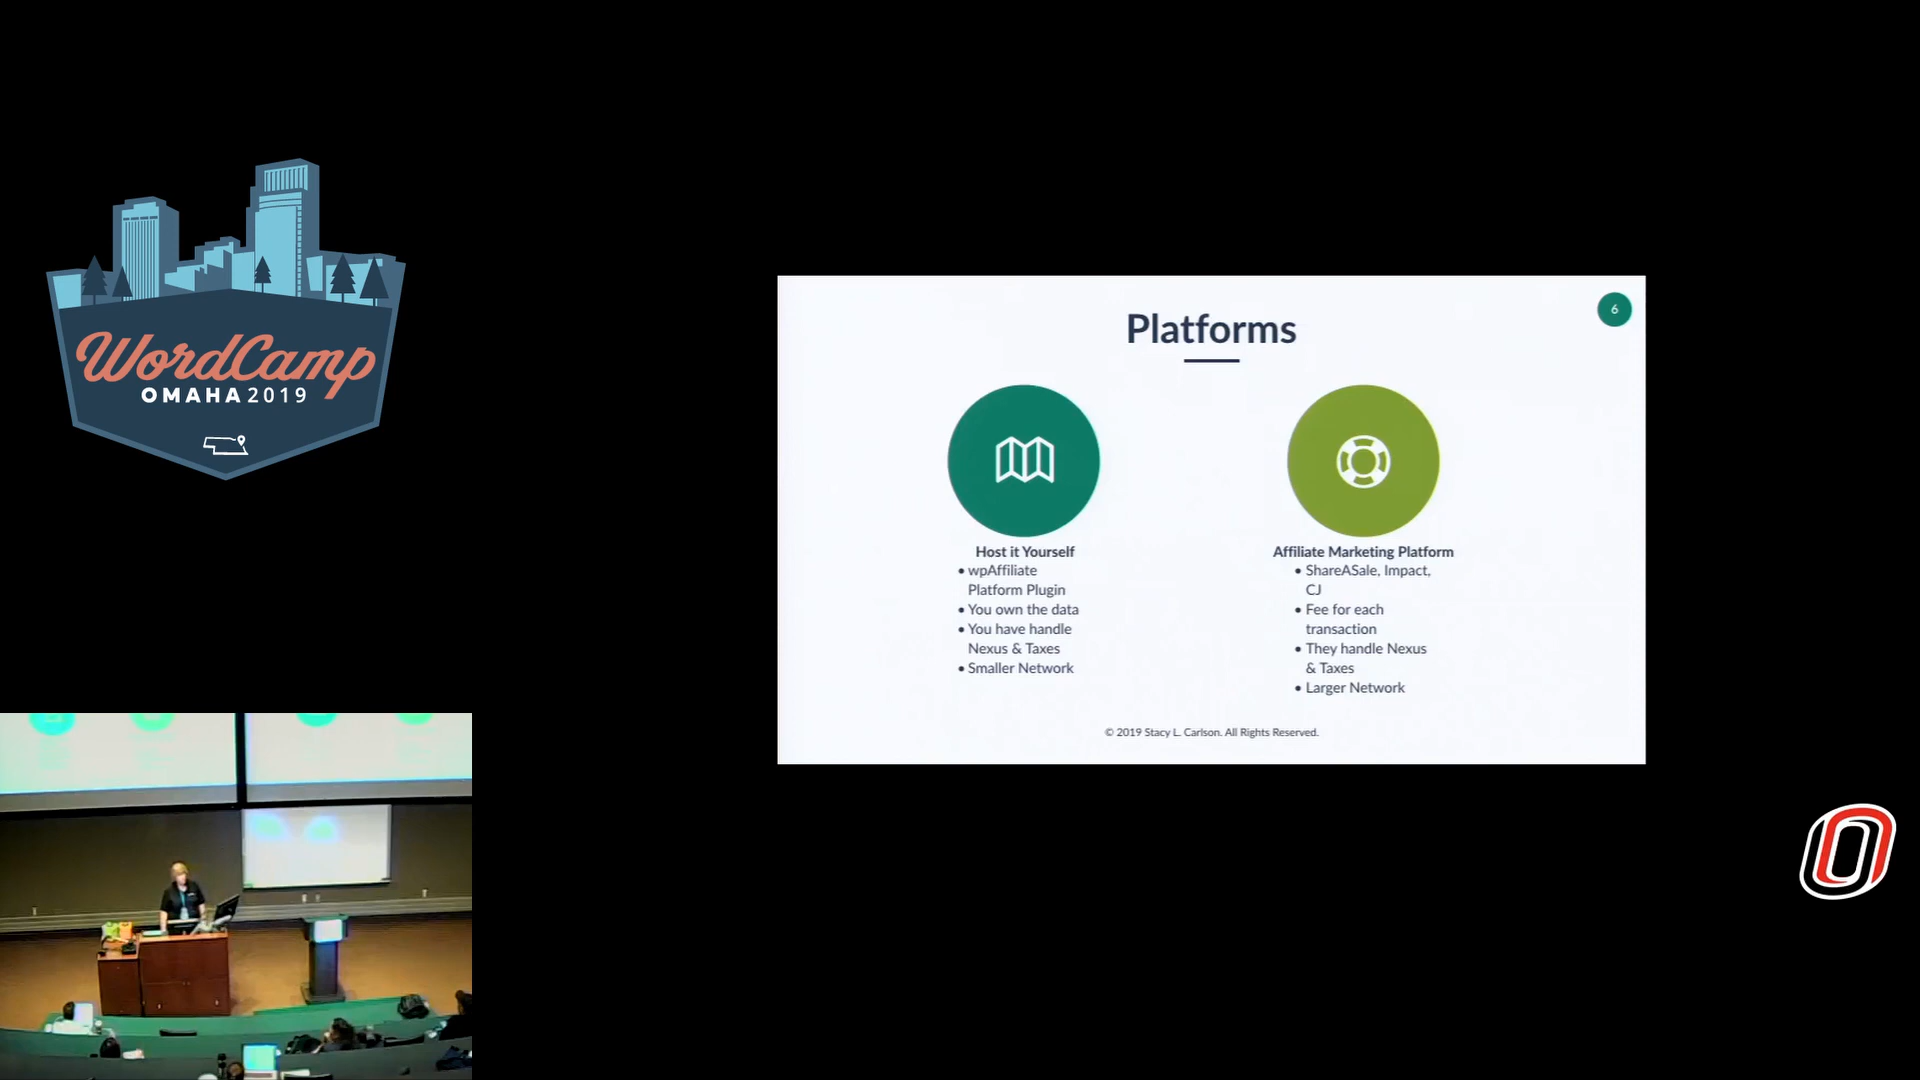 WordCamp
OMAHA 2019
Platforms
6
Host it Yourself
• wpAffiliate
Platform Plugin
• You own the data
• You have handle
Nexus & Taxes
• Smaller Network
Affiliate Marketing Platform
• ShareASale, Impact,
CJ
• Fee for each
transaction
• They handle Nexus
& Taxes
• Larger Network
© 2019 Stacy L. Carlson. All Rights Reserved.
O